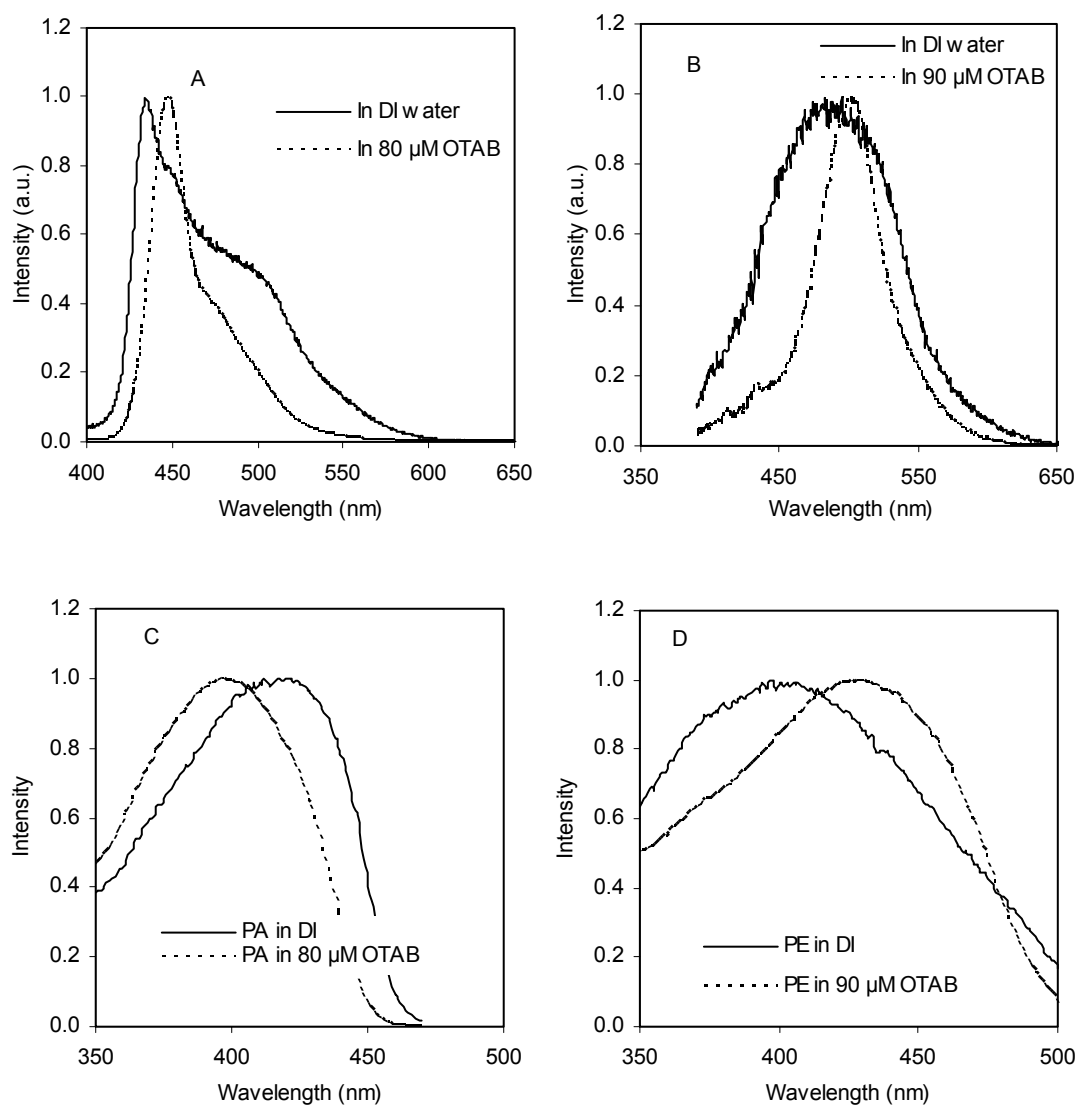 1.2
A
In DI water
1.0
In 80 µM OTAB
0.8
Intensity (a.u.)
0.6
0.4
0.2
0.0
400 450 500 550 600 650
Wavelength (nm)
1.2
In DI water
B
In 90 µM OTAB
1.0
0.8
Intensity (a.u.)
0.6
0.4
0.2
0.0
350 450 550 650
Wavelength (nm)
1.2
C
1.0
0.8
Intensity
0.6
0.4
PA in DI
0.2
PA in 80 µM OTAB
0.0
350 400 450 500
Wavelength (nm)
1.2
D
1.0
0.8
Intensity
0.6
0.4
PE in DI
0.2
PE in 90 µM OTAB
0.0
350 400 450 500
Wavelength (nm)